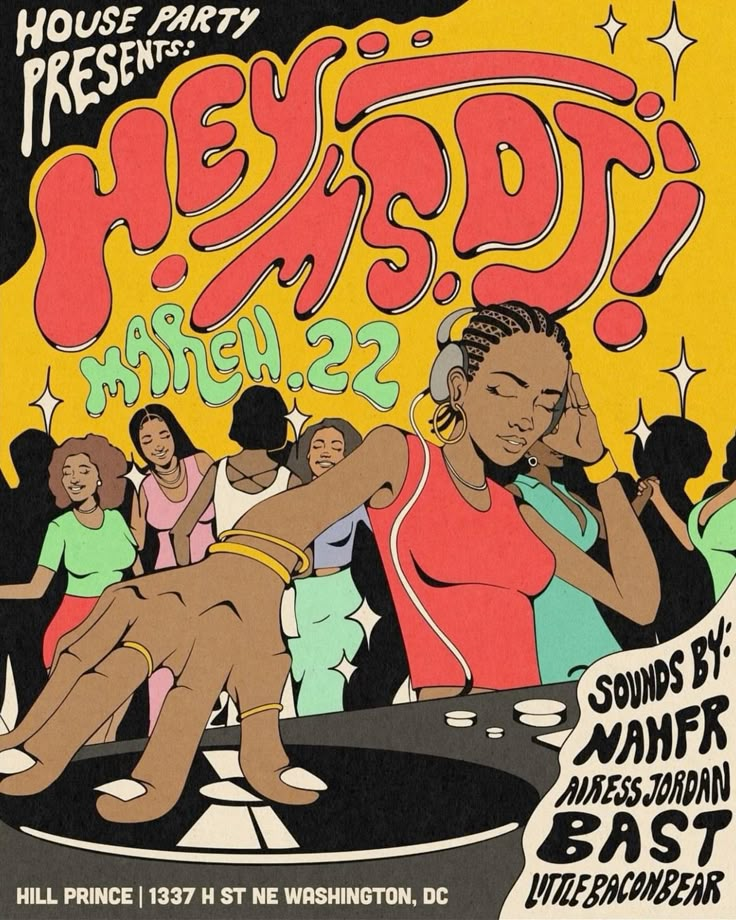 HOUSE PARTY
PRESENTS:
HEY
MS. DJ!
MARCH. 22
SOUNDS BY:
NAHFR
AIRESS JORDAN
BAST
LITTLEBACONBEAR
HILL PRINCE | 1337 H ST NE WASHINGTON, DC